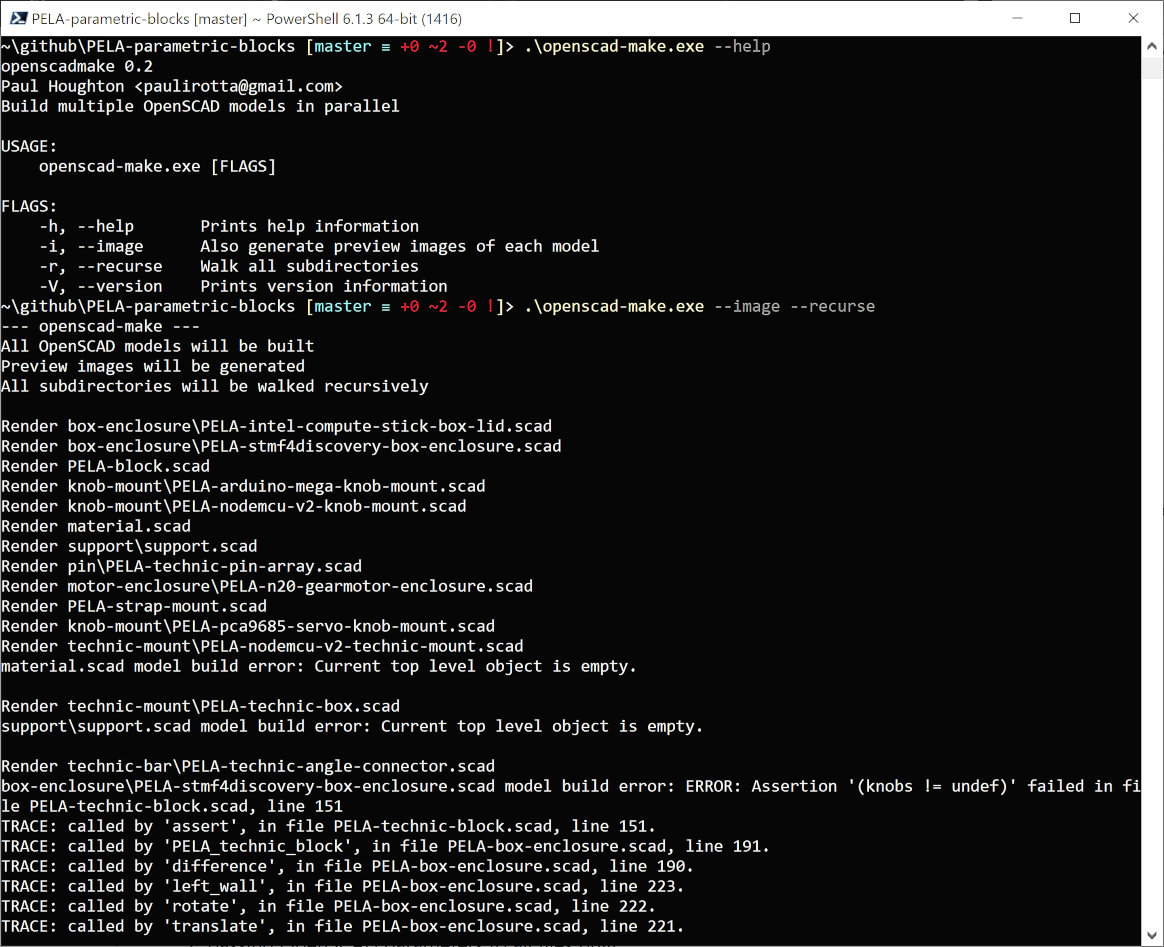 PELA-parametric-blocks [master] ~ PowerShell 6.1.3 64-bit (1416)
~\github\PELA-parametric-blocks [master ≡ +0 ~2 -0 !]> .\openscad-make.exe --help
openscadmake 0.2
Paul Houghton <paulirotta@gmail.com>
Build multiple OpenSCAD models in parallel
USAGE:
    openscad-make.exe [FLAGS]
FLAGS:
    -h, --help       Prints help information
    -i, --image      Also generate preview images of each model
    -r, --recurse    Walk all subdirectories
    -V, --version    Prints version information
~\github\PELA-parametric-blocks [master ≡ +0 ~2 -0 !]> .\openscad-make.exe --image --recurse
--- openscad-make ---
All OpenSCAD models will be built
Preview images will be generated
All subdirectories will be walked recursively
Render box-enclosure\PELA-intel-compute-stick-box-lid.scad
Render box-enclosure\PELA-stmf4discovery-box-enclosure.scad
Render PELA-block.scad
Render knob-mount\PELA-arduino-mega-knob-mount.scad
Render knob-mount\PELA-nodemcu-v2-knob-mount.scad
Render material.scad
Render support\support.scad
Render pin\PELA-technic-pin-array.scad
Render motor-enclosure\PELA-n20-gearmotor-enclosure.scad
Render PELA-strap-mount.scad
Render knob-mount\PELA-pca9685-servo-knob-mount.scad
Render technic-mount\PELA-nodemcu-v2-technic-mount.scad
material.scad model build error: Current top level object is empty.
Render technic-mount\PELA-technic-box.scad
support\support.scad model build error: Current top level object is empty.
Render technic-bar\PELA-technic-angle-connector.scad
box-enclosure\PELA-stmf4discovery-box-enclosure.scad model build error: ERROR: Assertion '(knobs != undef)' failed in fi
le PELA-technic-block.scad, line 151
TRACE: called by 'assert', in file PELA-technic-block.scad, line 151.
TRACE: called by 'PELA_technic_block', in file PELA-box-enclosure.scad, line 191.
TRACE: called by 'difference', in file PELA-box-enclosure.scad, line 190.
TRACE: called by 'left_wall', in file PELA-box-enclosure.scad, line 223.
TRACE: called by 'rotate', in file PELA-box-enclosure.scad, line 222.
TRACE: called by 'translate', in file PELA-box-enclosure.scad, line 221.